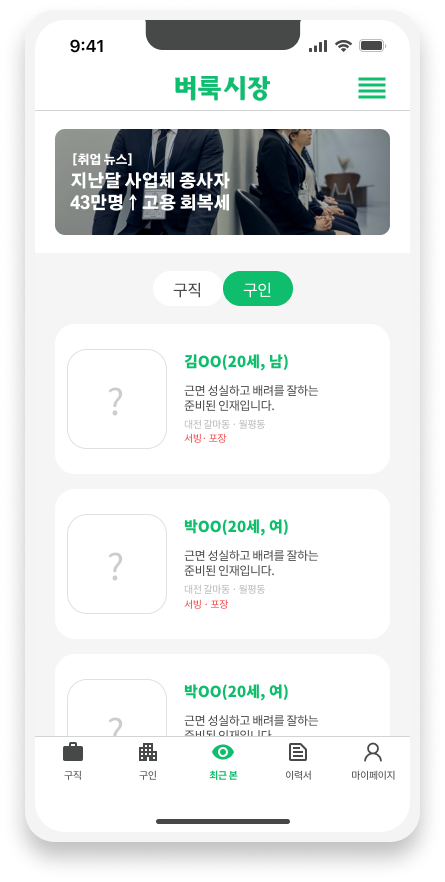 9:41
벼룩시장
[취업 뉴스]
지난달 사업체 종사자
43만명↑고용 회복세
구직
구인
?
김OO(20세, 남)
근면 성실하고 배려를 잘하는
준비된 인재입니다.
대전 갈마동 · 월평동
서빙 · 포장
?
박OO(20세, 여)
근면 성실하고 배려를 잘하는
준비된 인재입니다.
대전 갈마동 · 월평동
서빙 · 포장
?
박OO(20세, 여)
근면 성실하고 배려를 잘하는
준비된 인재입니다.
구직
구인
최근 본
이력서
마이페이지